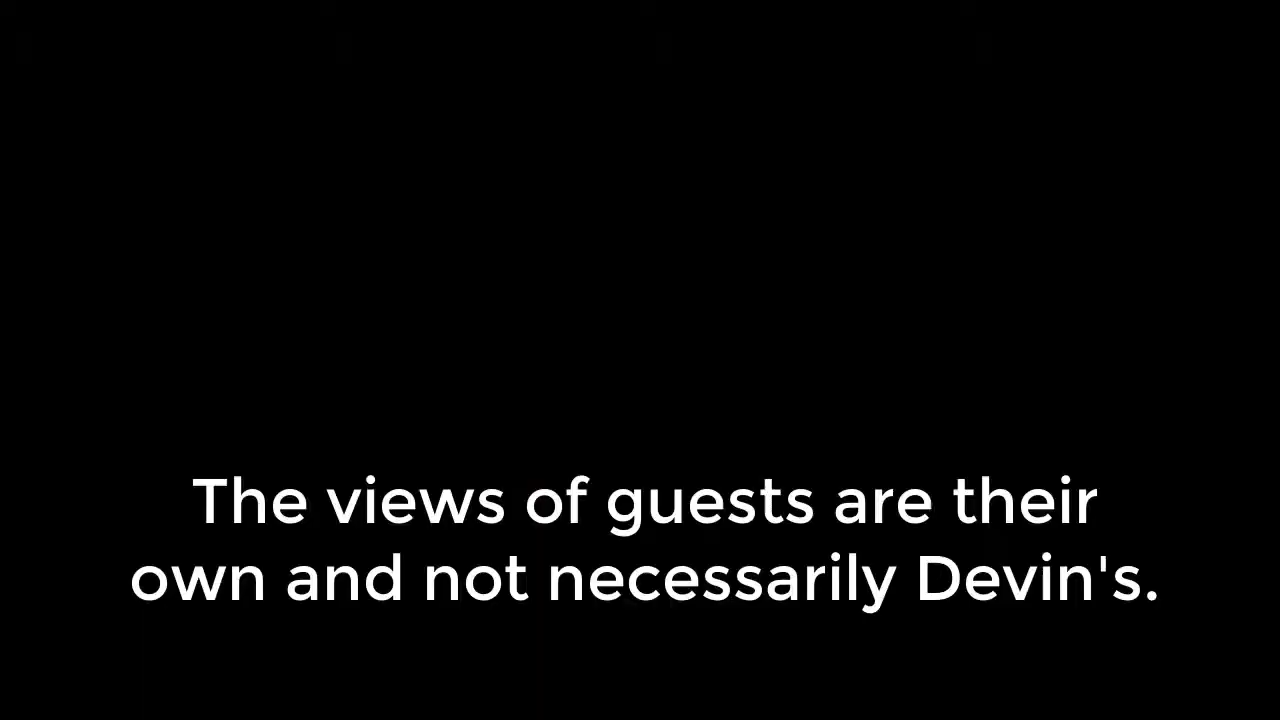 The views of guests are their
own and not necessarily Devin's.